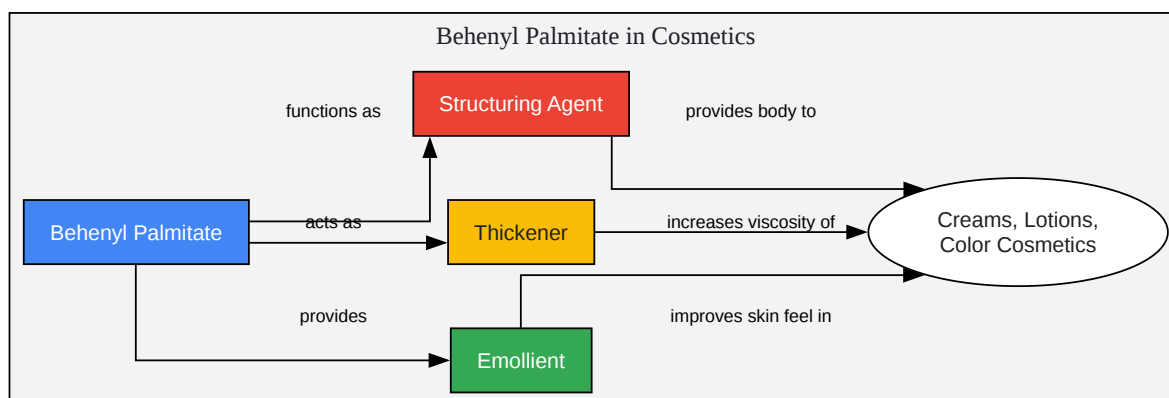 Behenyl Palmitate in Cosmetics
functions as
Structuring Agent
provides body to
Behenyl Palmitate
acts as
Thickener
increases viscosity of
Creams, Lotions,
Color Cosmetics
provides
Emollient
improves skin feel in